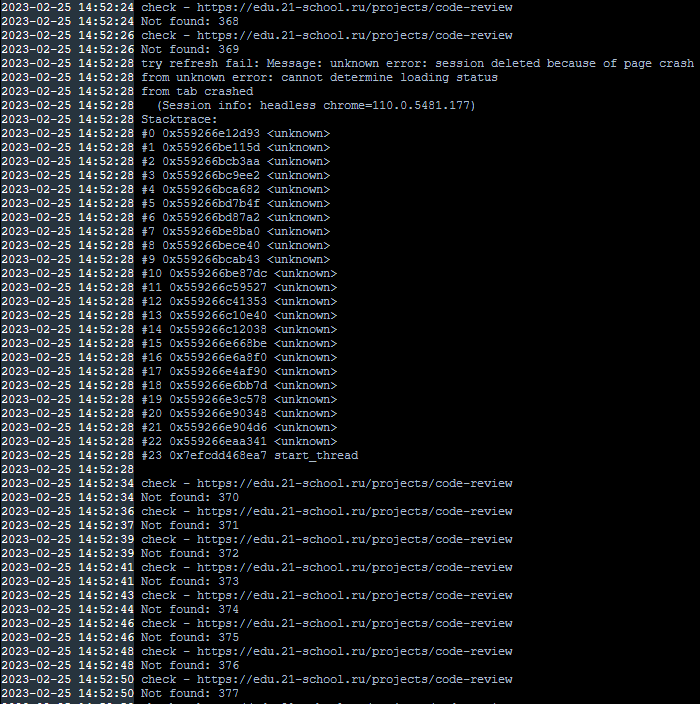 2023-02-25 14:52:24 check - https://edu.21-school.ru/projects/code-review
2023-02-25 14:52:24 Not found: 368
2023-02-25 14:52:26 check - https://edu.21-school.ru/projects/code-review
2023-02-25 14:52:26 Not found: 369
2023-02-25 14:52:28 try refresh fail: Message: unknown error: session deleted because of page crash
2023-02-25 14:52:28 from unknown error: cannot determine loading status
2023-02-25 14:52:28 from tab crashed
2023-02-25 14:52:28   (Session info: headless chrome=110.0.5481.177)
2023-02-25 14:52:28 Stacktrace:
2023-02-25 14:52:28 #0 0x559266e12d93 <unknown>
2023-02-25 14:52:28 #1 0x559266be115d <unknown>
2023-02-25 14:52:28 #2 0x559266bcb3aa <unknown>
2023-02-25 14:52:28 #3 0x559266bc9ee2 <unknown>
2023-02-25 14:52:28 #4 0x559266bca682 <unknown>
2023-02-25 14:52:28 #5 0x559266bd7b4f <unknown>
2023-02-25 14:52:28 #6 0x559266bd87a2 <unknown>
2023-02-25 14:52:28 #7 0x559266be8ba0 <unknown>
2023-02-25 14:52:28 #8 0x559266bece40 <unknown>
2023-02-25 14:52:28 #9 0x559266bcab43 <unknown>
2023-02-25 14:52:28 #10 0x559266be87dc <unknown>
2023-02-25 14:52:28 #11 0x559266c59527 <unknown>
2023-02-25 14:52:28 #12 0x559266c41353 <unknown>
2023-02-25 14:52:28 #13 0x559266c10e40 <unknown>
2023-02-25 14:52:28 #14 0x559266c12038 <unknown>
2023-02-25 14:52:28 #15 0x559266e668be <unknown>
2023-02-25 14:52:28 #16 0x559266e6a8f0 <unknown>
2023-02-25 14:52:28 #17 0x559266e4af90 <unknown>
2023-02-25 14:52:28 #18 0x559266e6bb7d <unknown>
2023-02-25 14:52:28 #19 0x559266e3c578 <unknown>
2023-02-25 14:52:28 #20 0x559266e90348 <unknown>
2023-02-25 14:52:28 #21 0x559266e904d6 <unknown>
2023-02-25 14:52:28 #22 0x559266eaa341 <unknown>
2023-02-25 14:52:28 #23 0x7efcdd468ea7 start_thread
2023-02-25 14:52:28
2023-02-25 14:52:34 check - https://edu.21-school.ru/projects/code-review
2023-02-25 14:52:34 Not found: 370
2023-02-25 14:52:36 check - https://edu.21-school.ru/projects/code-review
2023-02-25 14:52:37 Not found: 371
2023-02-25 14:52:39 check - https://edu.21-school.ru/projects/code-review
2023-02-25 14:52:39 Not found: 372
2023-02-25 14:52:41 check - https://edu.21-school.ru/projects/code-review
2023-02-25 14:52:41 Not found: 373
2023-02-25 14:52:43 check - https://edu.21-school.ru/projects/code-review
2023-02-25 14:52:44 Not found: 374
2023-02-25 14:52:46 check - https://edu.21-school.ru/projects/code-review
2023-02-25 14:52:46 Not found: 375
2023-02-25 14:52:48 check - https://edu.21-school.ru/projects/code-review
2023-02-25 14:52:48 Not found: 376
2023-02-25 14:52:50 check - https://edu.21-school.ru/projects/code-review
2023-02-25 14:52:50 Not found: 377